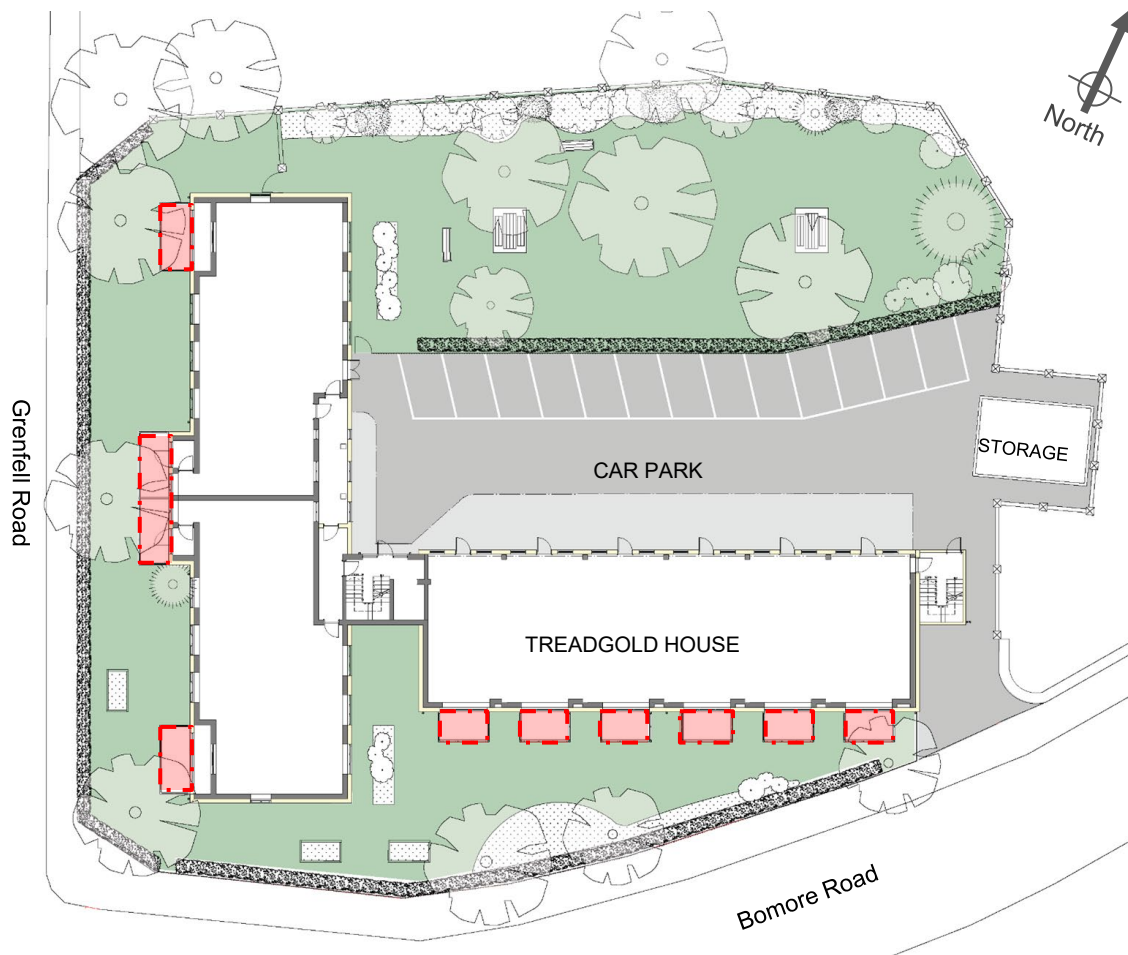 North
Grenfell Road
CAR PARK
STORAGE
TREADGOLD HOUSE
Bomore Road